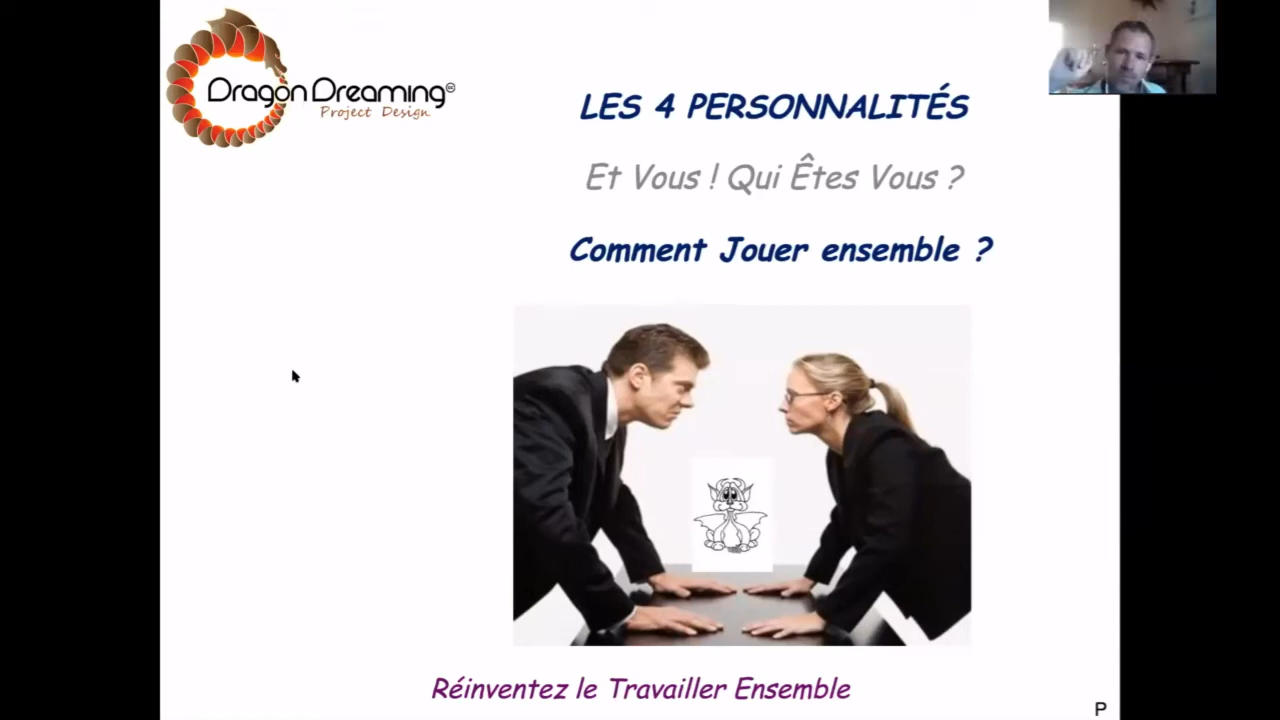 Dragon Dreaming
Project Design
LES 4 PERSONNALITÉS
Et Vous ! Qui Êtes Vous ?
Comment Jouer ensemble ?
Réinventez le Travailler Ensemble
P